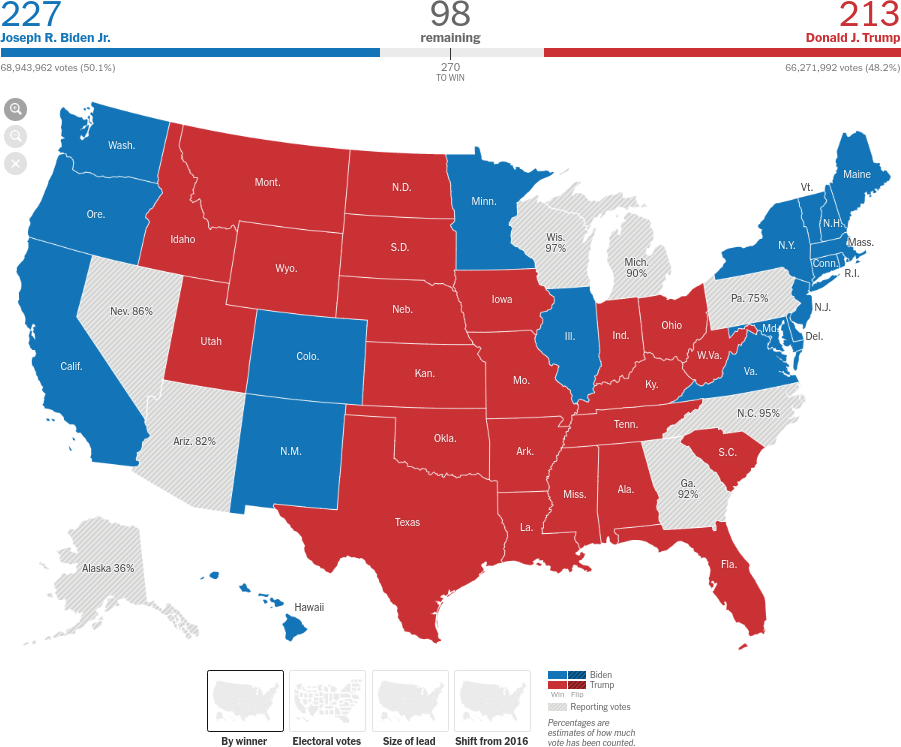 227
98
213
Joseph R. Biden Jr.
remaining
Donald J. Trump
68,943,962 votes (50.1%)
270
TO WIN
66,271,992 votes (48.2%)
Wash.
Mont.
N.D.
Minn.
Vt.
Maine
Ore.
Idaho
S.D.
Wis.
97%
Mich.
90%
N.H.
N.Y.
Mass.
Conn.
R.I.
Wyo.
Nev. 86%
Neb.
Iowa
Pa. 75%
N.J.
Utah
Colo.
Ill.
Ind.
Ohio
Md.
Del.
Calif.
Kan.
Mo.
W.Va.
Va.
Ky.
Ariz. 82%
N.M.
Okla.
Ark.
Tenn.
N.C. 95%
S.C.
Texas
La.
Miss.
Ala.
Ga.
92%
Fla.
Alaska 36%
Hawaii
Biden
Trump
Win Flip
Reporting votes
Percentages are
estimates of how much
vote has been counted.
By winner
Electoral votes
Size of lead
Shift from 2016